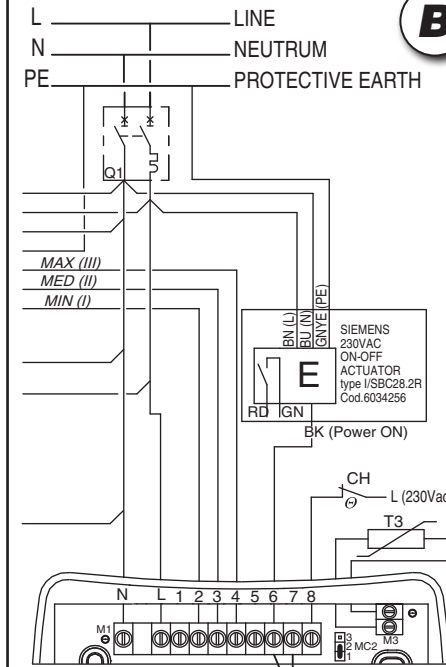 L LINE
B
N NEUTRUM
PE PROTECTIVE EARTH
Q1
MAX (III)
MED (II)
MIN (I)
BN (L)
BU (N)
GNYE (PE)
SIEMENS
230VAC
ON-OFF
ACTUATOR
type I/SBC28.2R
Cod.6034256
E
RD GN
BK (Power ON)
CH
L (230Vac
T3
N L 1 2 3 4 5 6 7 8
M1
3
2 MC2
1
M3